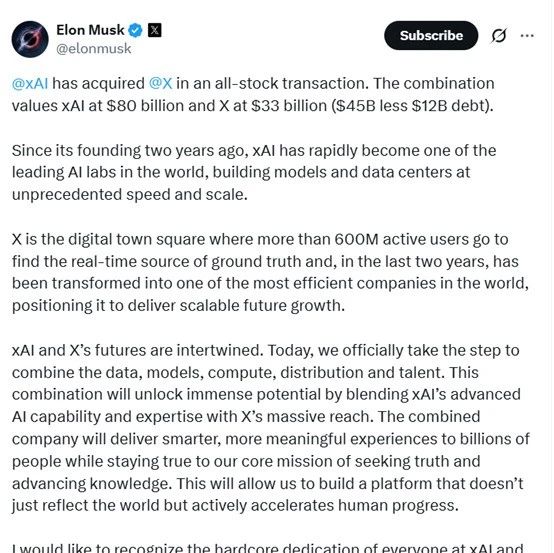 Elon Musk
@elonmusk
Subscribe
@xAI has acquired @X in an all-stock transaction. The combination
values xAI at $80 billion and X at $33 billion ($45B less $12B debt).
Since its founding two years ago, xAI has rapidly become one of the
leading AI labs in the world, building models and data centers at
unprecedented speed and scale.
X is the digital town square where more than 600M active users go to
find the real-time source of ground truth and, in the last two years, has
been transformed into one of the most efficient companies in the world,
positioning it to deliver scalable future growth.
xAI and X’s futures are intertwined. Today, we officially take the step to
combine the data, models, compute, distribution and talent. This
combination will unlock immense potential by blending xAI’s advanced
AI capability and expertise with X’s massive reach. The combined
company will deliver smarter, more meaningful experiences to billions of
people while staying true to our core mission of seeking truth and
advancing knowledge. This will allow us to build a platform that doesn’t
just reflect the world but actively accelerates human progress.
I would like to recognize the hardcore dedication of everyone at xAI and